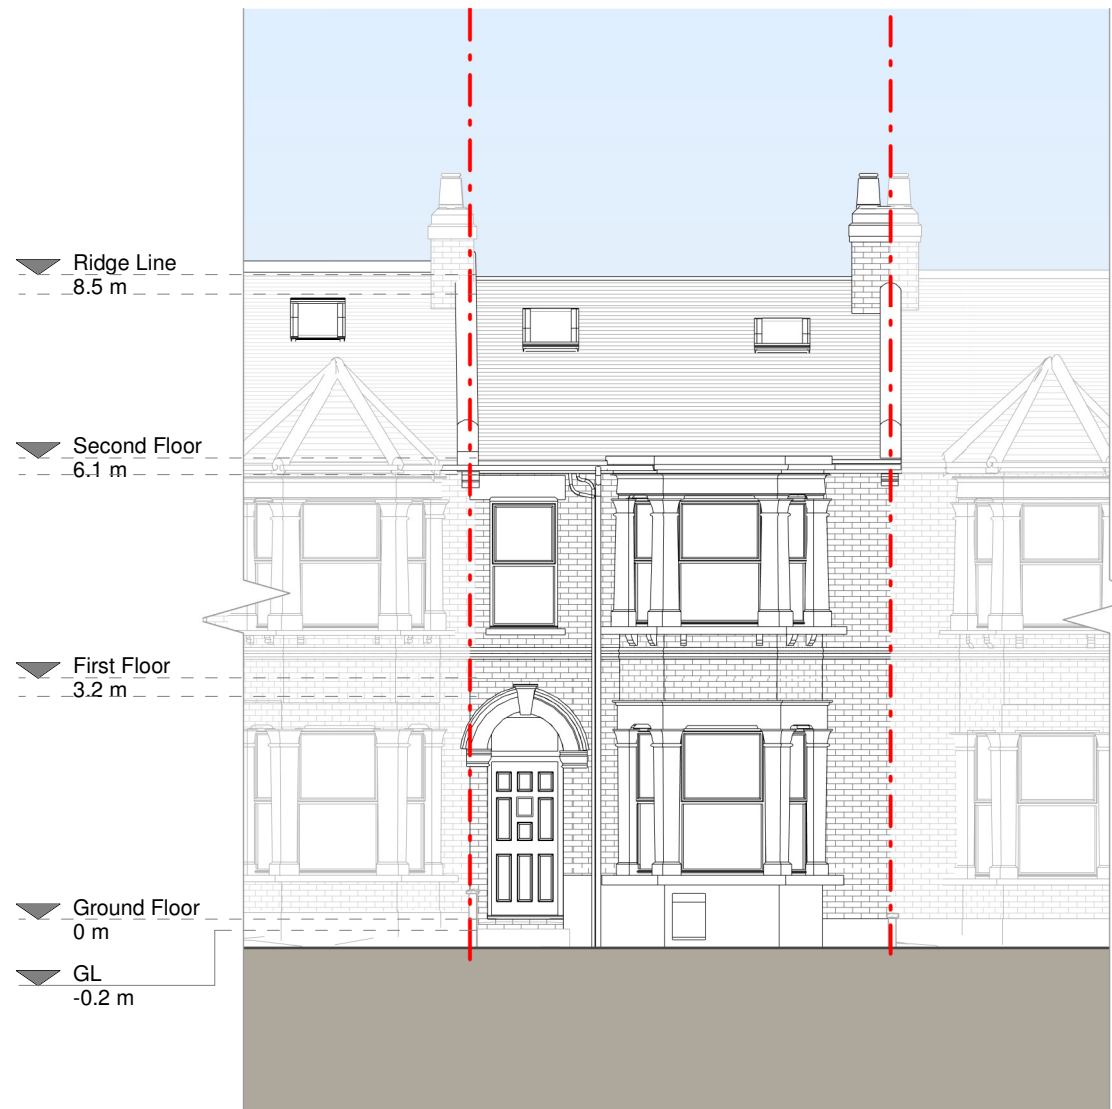 Ridge Line
8.5 m
Second Floor
6.1 m
First Floor
3.2 m
Ground Floor
0 m
GL
-0.2 m